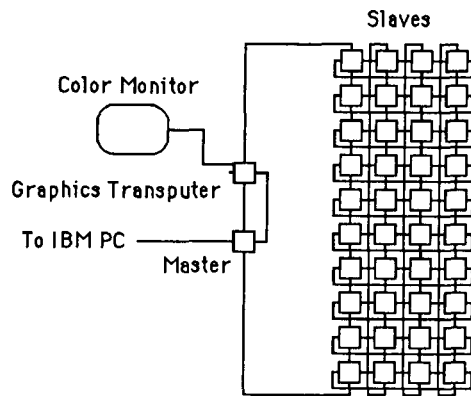 Slaves
Color Monitor
Graphics Transputer
To IBM PC
Master